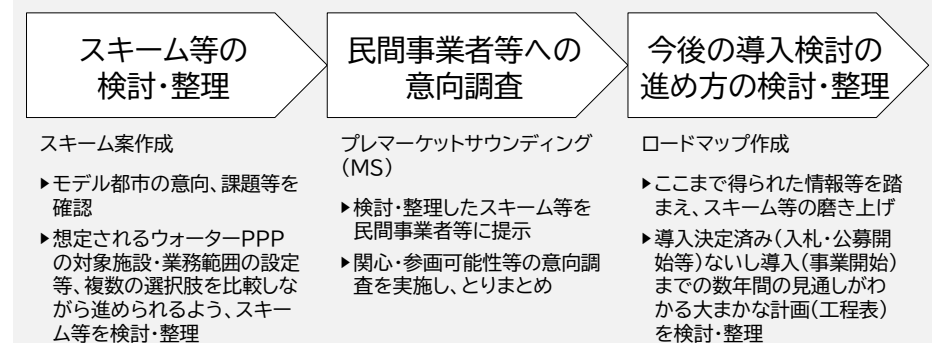 スキーム等の
検討・整理
民間事業者等への
意向調査
今後の導入検討の
進め方の検討・整理
スキーム案作成
▶モデル都市の意向、課題等を
確認
▶想定されるウォーターPPP
の対象施設・業務範囲の設定
等、複数の選択肢を比較しな
がら進められるよう、スキー
ム等を検討・整理
プレマーケットサウンディング
(MS)
▶検討・整理したスキーム等を
民間事業者等に提示
▶関心・参画可能性等の意向調
査を実施し、とりまとめ
ロードマップ作成
▶ここまで得られた情報等を踏
まえ、スキーム等の磨き上げ
▶導入決定済み(入札・公募開
始等)ないし導入(事業開始)
までの数年間の見通しがわ
かる大まかな計画(工程表)
を検討・整理